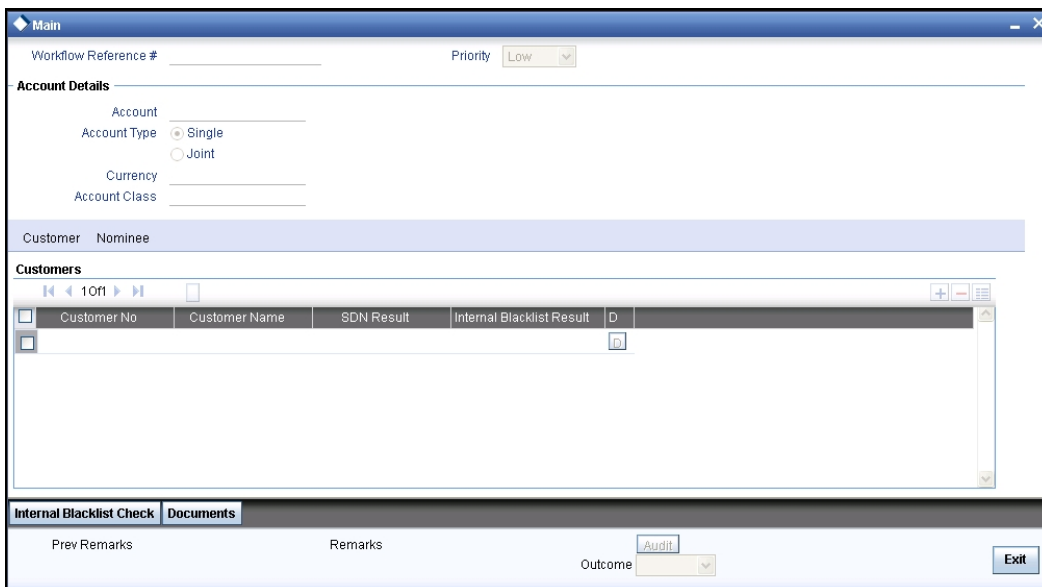 Main
Workflow Reference # Priority Low
Account Details
Account
Account Type Single
Joint
Currency
Account Class
Customer Nominee
Customers
1 Of 1
Customer No Customer Name SDN Result Internal Blacklist Result D
D
Internal Blacklist Check Documents
Prev Remarks Remarks Audit
Outcome
Exit